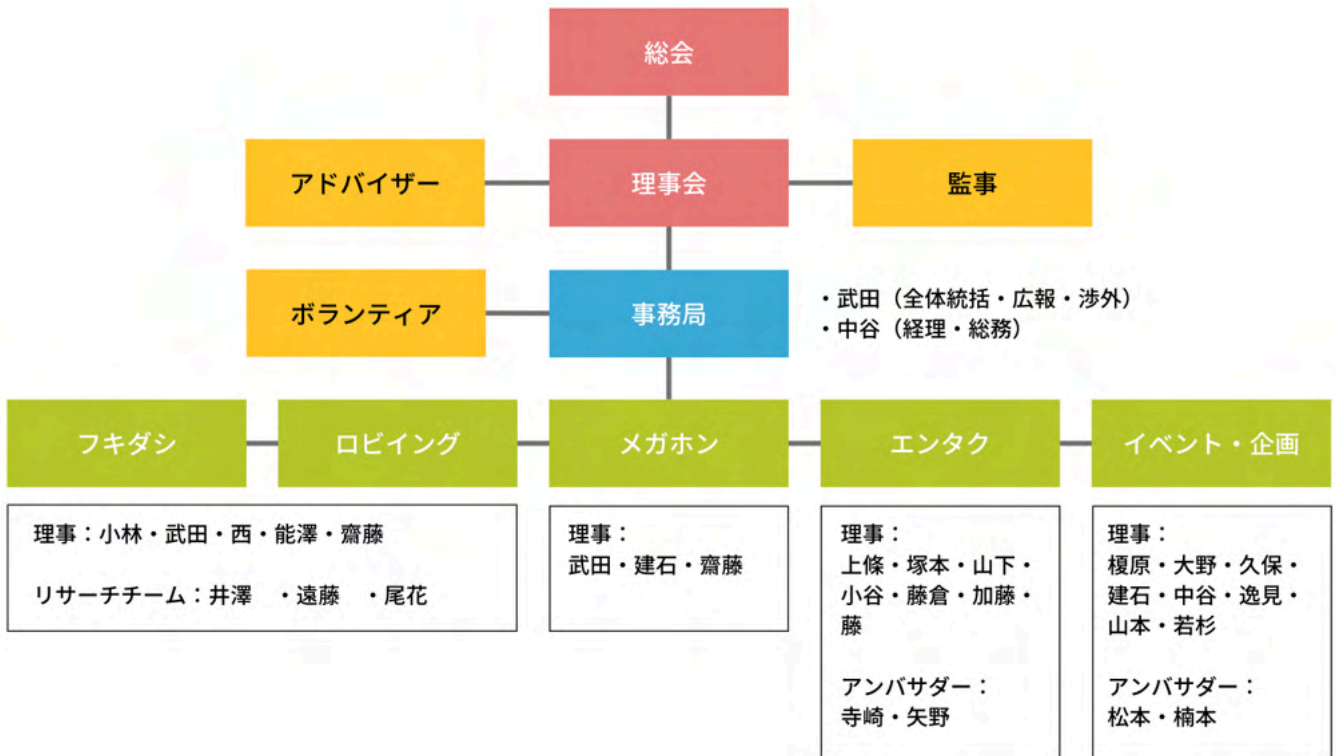 総会
アドバイザー
理事会
監事
ボランティア
事務局
・武田（全体統括・広報・渉外）
・中谷（経理・総務）
フキダシ
ロビイング
メガホン
エンタク
イベント・企画
理事：小林・武田・西・能澤・齋藤
リサーチチーム：井澤　・遠藤　・尾花
理事：
武田・建石・齋藤
理事：
上條・塚本・山下・
小谷・藤倉・加藤・
藤
アンバサダー：
寺崎・矢野
理事：
榎原・大野・久保・
建石・中谷・逸見・
山本・若杉
アンバサダー：
松本・楠本